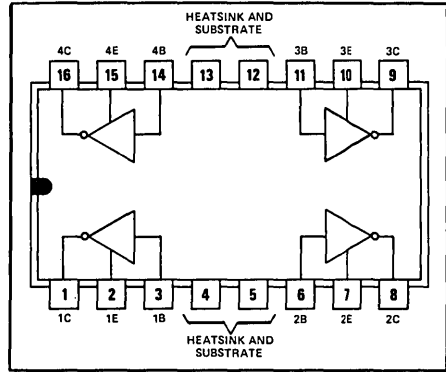 HEATSINK AND
SUBSTRATE
4C 4E 4B 3B 3E 3C
16 15 14 13 12 11 10 9
1 2 3 4 5 6 7 8
1C 1E 1B 2B 2E 2C
HEATSINK AND
SUBSTRATE